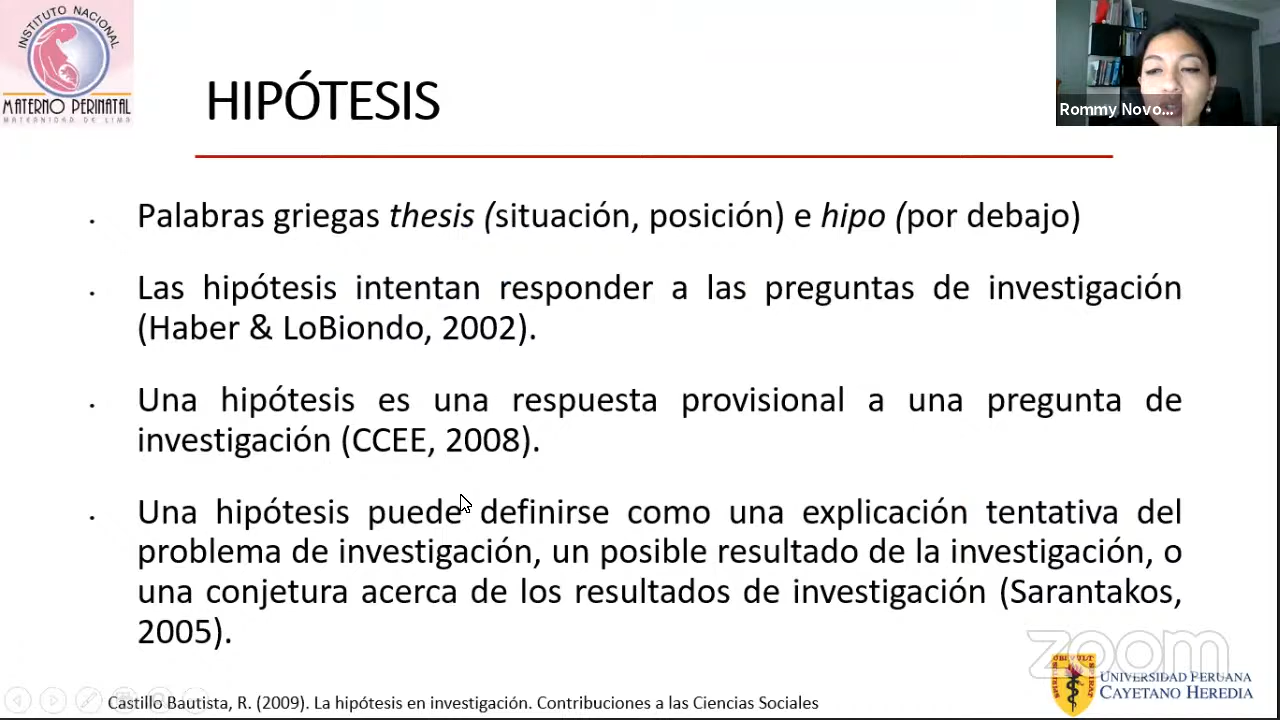 INSTITUTO NACIONAL
MATERNO PERINATAL
MATERNIDAD DE LIMA
HIPÓTESIS
Rommy Novo...
Palabras griegas thesis (situación, posición) e hipo (por debajo)
Las hipótesis intentan responder a las preguntas de investigación
(Haber & LoBiondo, 2002).
Una hipótesis es una respuesta provisional a una pregunta de
investigación (CCEE, 2008).
Una hipótesis puede definirse como una explicación tentativa del
problema de investigación, un posible resultado de la investigación, o
una conjetura acerca de los resultados de investigación (Sarantakos,
2005).
zoom
UNIVERSIDAD PERUANA
CAYETANO HEREDIA
Castillo Bautista, R. (2009). La hipótesis en investigación. Contribuciones a las Ciencias Sociales